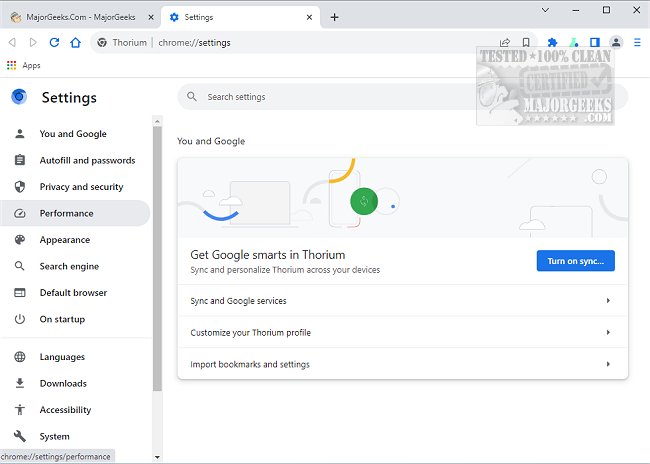 MajorGeeks.Com - MajorGeeks
Settings
Thorium
chrome://settings
Apps
TESTED ★ 100% CLEAN
CERTIFIED
MAJORGEEKS
.COM
Settings
Search settings
You and Google
Autofill and passwords
Privacy and security
Performance
Appearance
Search engine
Default browser
On startup
Languages
Downloads
Accessibility
System
chrome://settings/performance
You and Google
Get Google smarts in Thorium
Sync and personalize Thorium across your devices
Turn on sync...
Sync and Google services
Customize your Thorium profile
Import bookmarks and settings